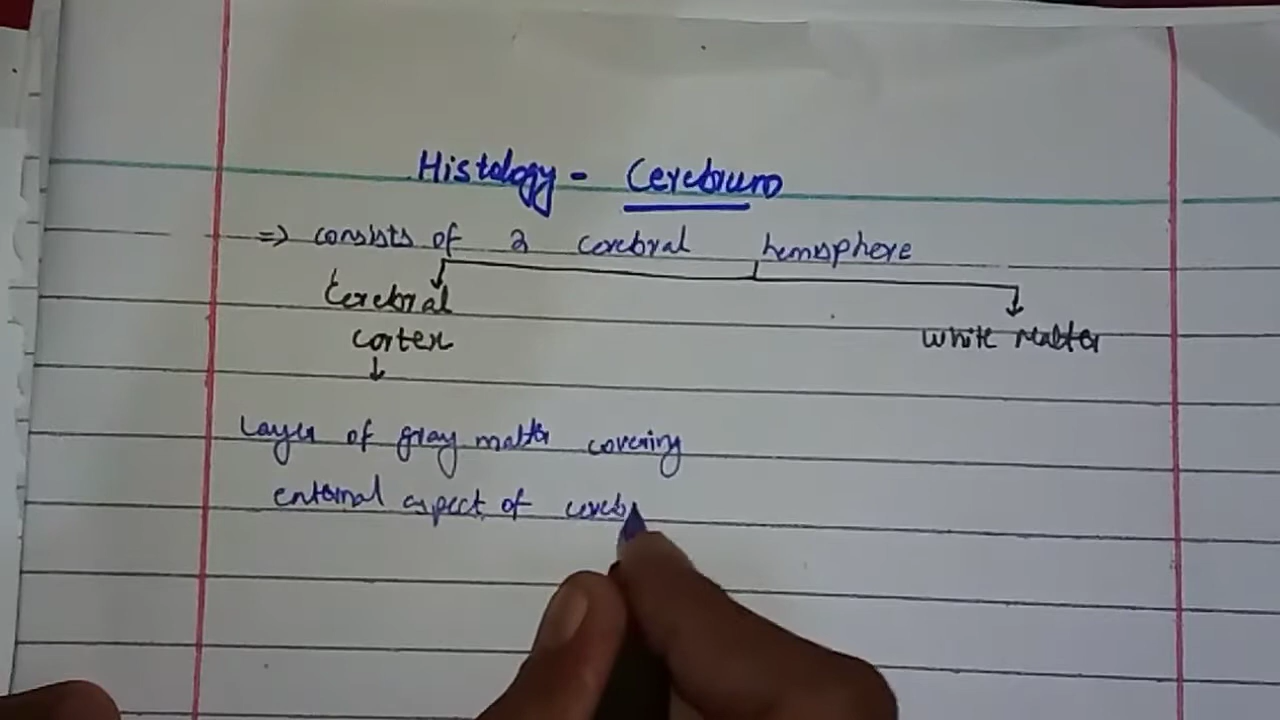 Histology - Cerebrum
=> consists of 2 cerebral hemisphere
Cerebral
cortex
white matter
Layer of gray matter covering
external aspect of cereb